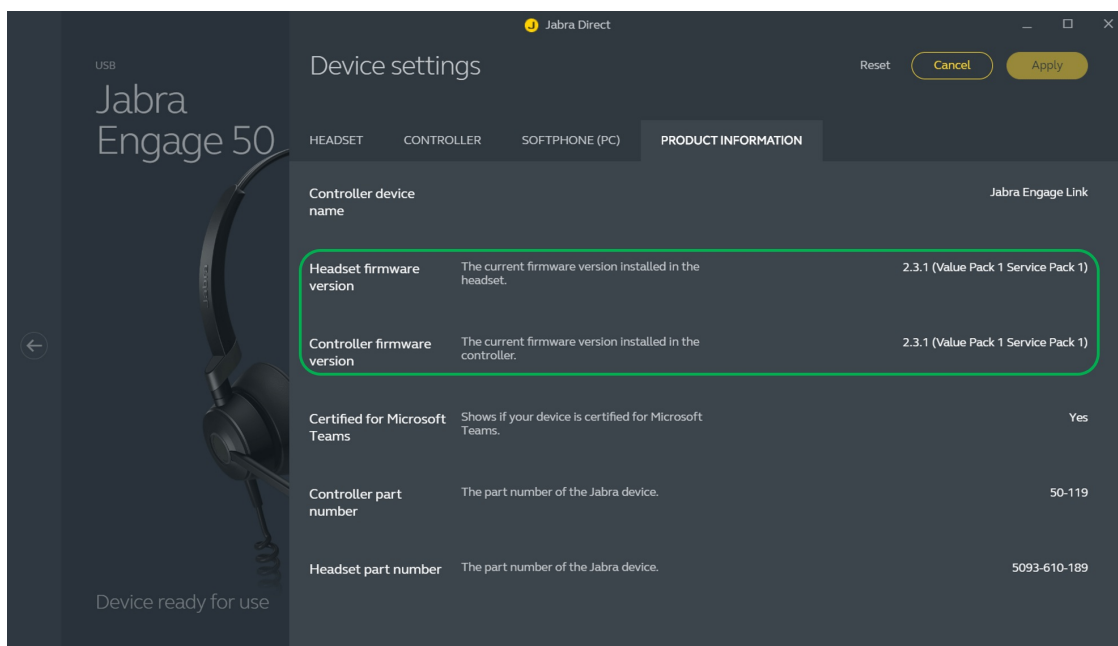 Jabra Direct
USB
Jabra
Engage 50
Device settings
Reset
Cancel
Apply
HEADSET
CONTROLLER
SOFTPHONE (PC)
PRODUCT INFORMATION
Controller device
name
Jabra Engage Link
Headset firmware
version
The current firmware version installed in the
headset.
2.3.1 (Value Pack 1 Service Pack 1)
Controller firmware
version
The current firmware version installed in the
controller.
2.3.1 (Value Pack 1 Service Pack 1)
Certified for Microsoft
Teams
Shows if your device is certified for Microsoft
Teams.
Yes
Controller part
number
The part number of the Jabra device.
50-119
Headset part number
The part number of the Jabra device.
5093-610-189
Device ready for use